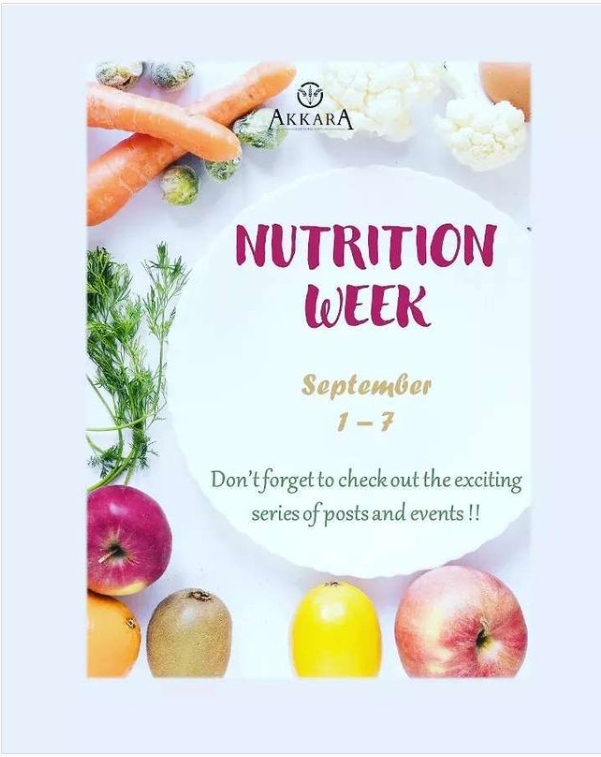 AKKARA
NUTRITION
WEEK
September
1 – 7
Don't forget to check out the exciting
series of posts and events !!